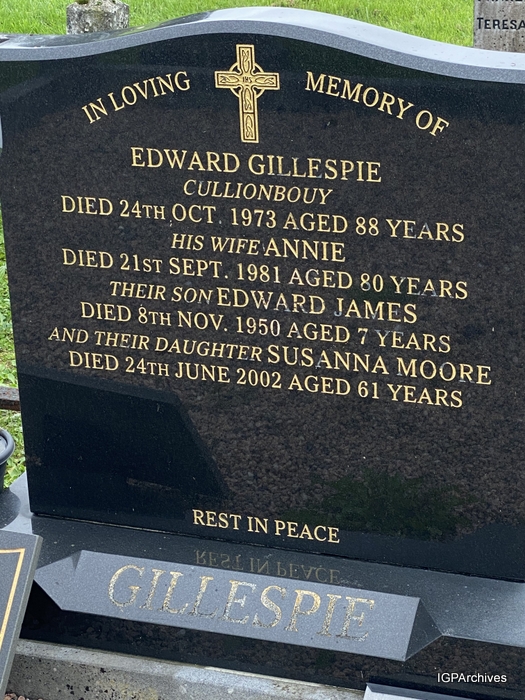 TERESA
IN LOVING MEMORY OF
IHS
EDWARD GILLESPIE
CULLIONBOUY
DIED 24TH OCT. 1973 AGED 88 YEARS
HIS WIFE ANNIE
DIED 21ST SEPT. 1981 AGED 80 YEARS
THEIR SON EDWARD JAMES
DIED 8TH NOV. 1950 AGED 7 YEARS
AND THEIR DAUGHTER SUSANNA MOORE
DIED 24TH JUNE 2002 AGED 61 YEARS
REST IN PEACE
GILLESPIE
IGPArchives